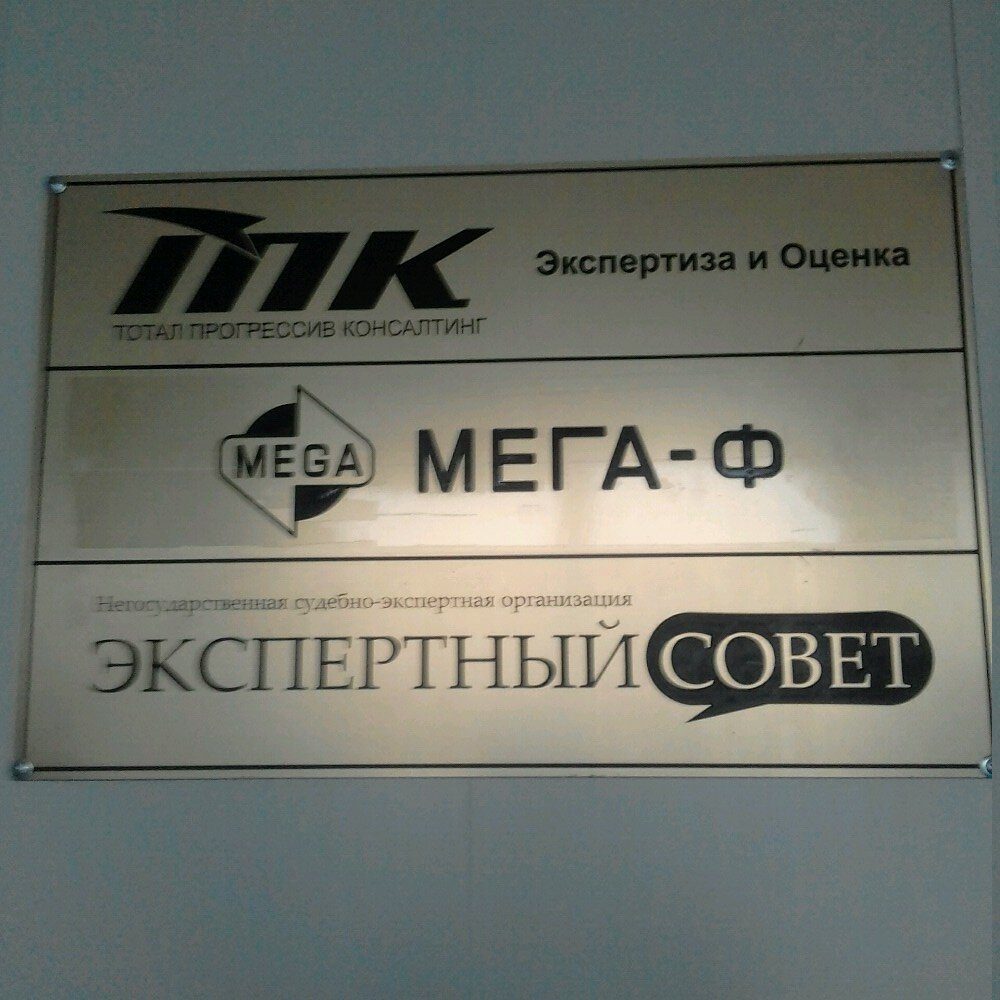 ТПК
ТОТАЛ ПРОГРЕССИВ КОНСАЛТИНГ
Экспертиза и Оценка
MEGA
МЕГА-Ф
Негосударственная судебно-экспертная организация
ЭКСПЕРТНЫЙ СОВЕТ